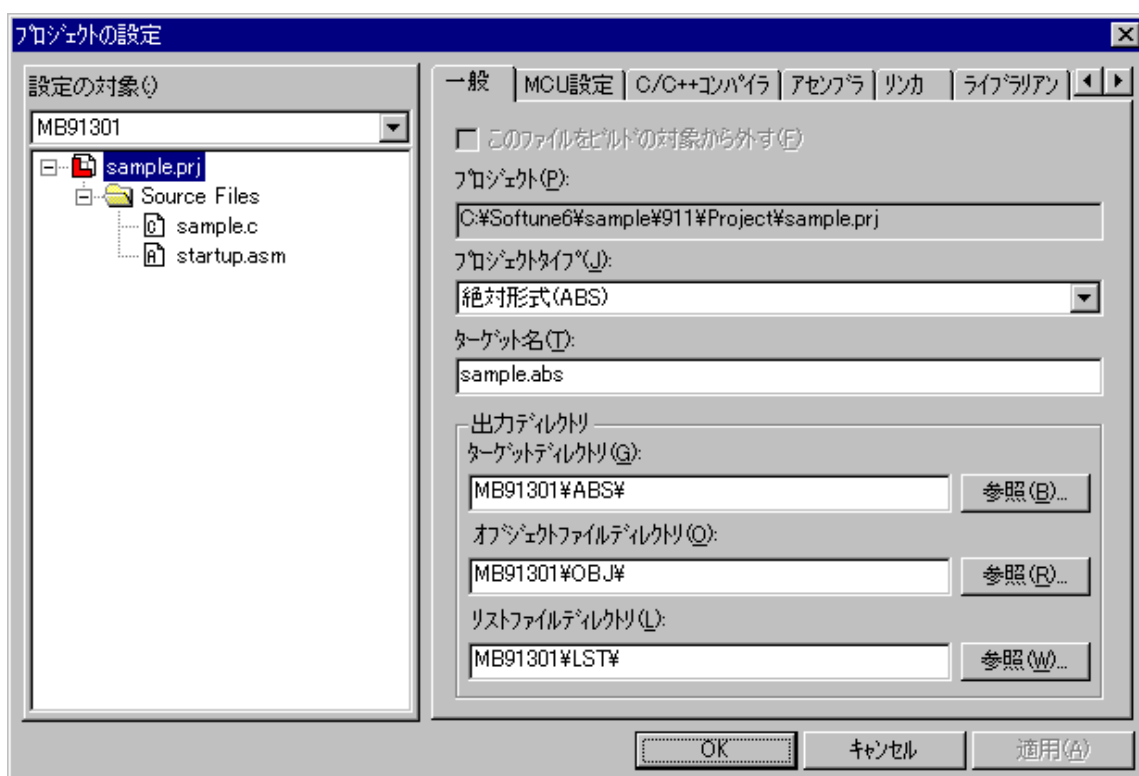 ﾌﾟﾛｼﾞｪｸﾄの設定
設定の対象(I)
MB91301
sample.prj
Source Files
sample.c
startup.asm
一般
MCU設定
C/C++ｺﾝﾊﾟｲﾗ
ｱｾﾝﾌﾞﾗ
ﾘﾝｶ
ﾗｲﾌﾞﾗﾘｱﾝ
このﾌｧｲﾙをﾋﾞﾙﾄﾞの対象から外す(F)
ﾌﾟﾛｼﾞｪｸﾄ(P):
C:¥Softune6¥sample¥911¥Project¥sample.prj
ﾌﾟﾛｼﾞｪｸﾄﾀｲﾌﾟ(J):
絶対形式(ABS)
ﾀｰｹﾞｯﾄ名(T):
sample.abs
出力ﾃﾞｨﾚｸﾄﾘ
ﾀｰｹﾞｯﾄﾃﾞｨﾚｸﾄﾘ(G):
MB91301¥ABS¥
参照(B)...
ｵﾌﾞｼﾞｪｸﾄﾌｧｲﾙﾃﾞｨﾚｸﾄﾘ(O):
MB91301¥OBJ¥
参照(R)...
ﾘｽﾄﾌｧｲﾙﾃﾞｨﾚｸﾄﾘ(L):
MB91301¥LST¥
参照(W)...
OK
ｷｬﾝｾﾙ
適用(A)